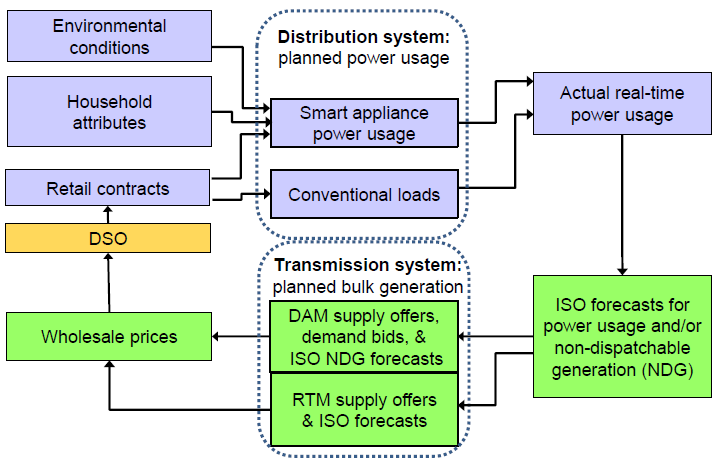 Environmental
conditions
Distribution system:
planned power usage
Household
attributes
Smart appliance
power usage
Actual real-time
power usage
Retail contracts
Conventional loads
DSO
Transmission system:
planned bulk generation
Wholesale prices
DAM supply offers,
demand bids, &
ISO NDG forecasts
ISO forecasts for
power usage and/or
non-dispatchable
generation (NDG)
RTM supply offers
& ISO forecasts